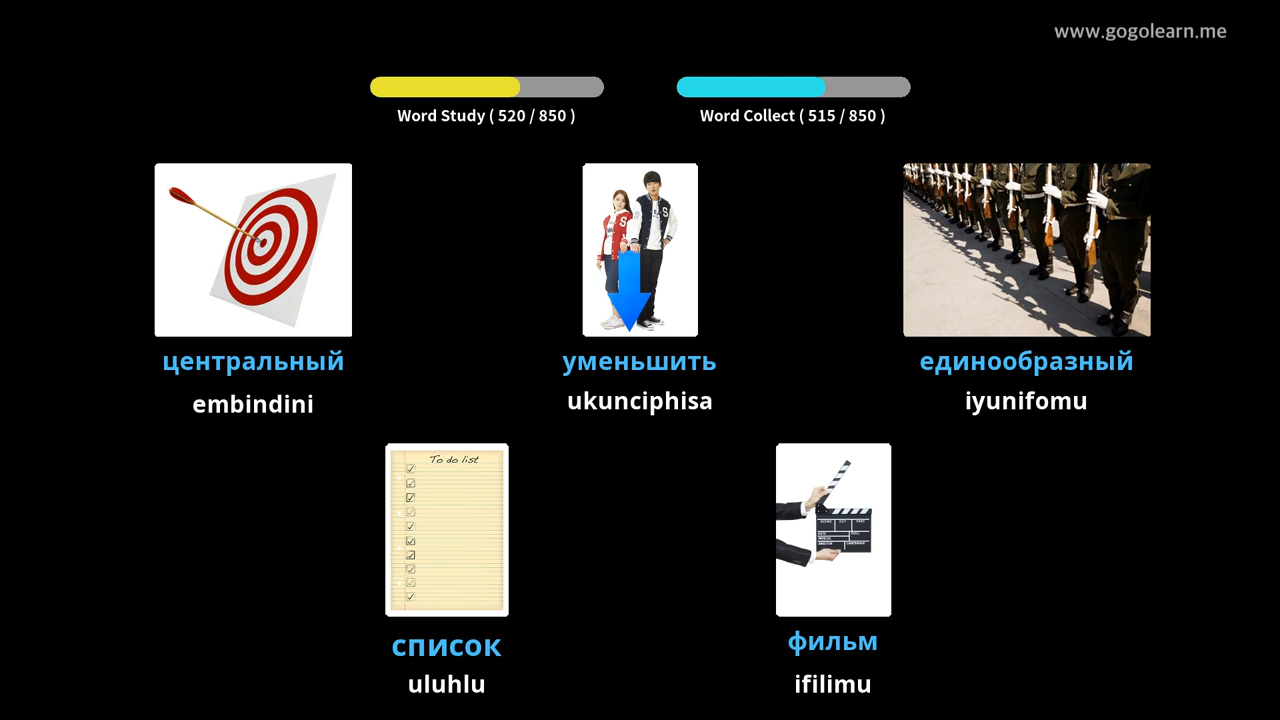 www.gogolearn.me
Word Study ( 520 / 850 )
Word Collect ( 515 / 850 )
центральный
уменьшить
единообразный
embindini
ukunciphisa
iyunifomu
To do list
список
фильм
uluhlu
ifilimu